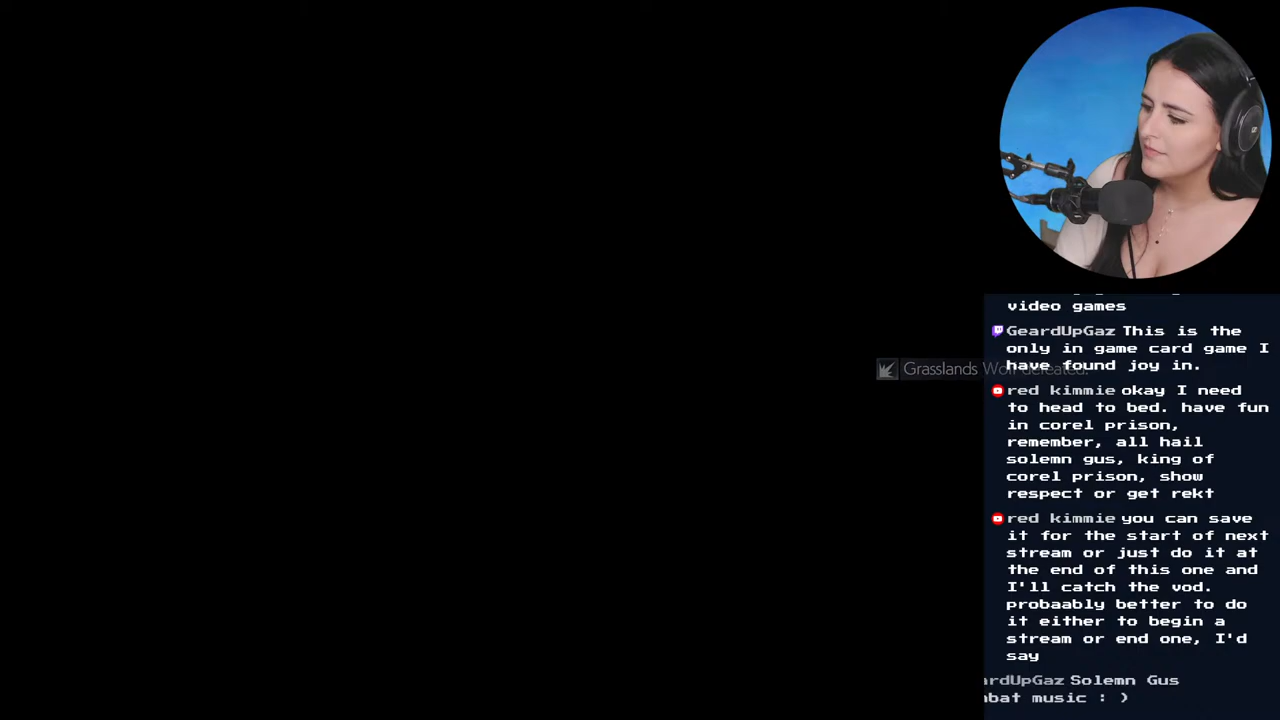 video games
GeardUpGaz This is the
only in game card game I
have found joy in.
Grasslands Wolf defeated.
red kimmie okay I need
to head to bed. have fun
in corel prison,
remember, all hail
solemn gus, king of
corel prison, show
respect or get rekt
red kimmie you can save
it for the start of next
stream or just do it at
the end of this one and
I'll catch the vod.
probaably better to do
it either to begin a
stream or end one, I'd
say
ardUpGaz Solemn Gus
mbat music : )